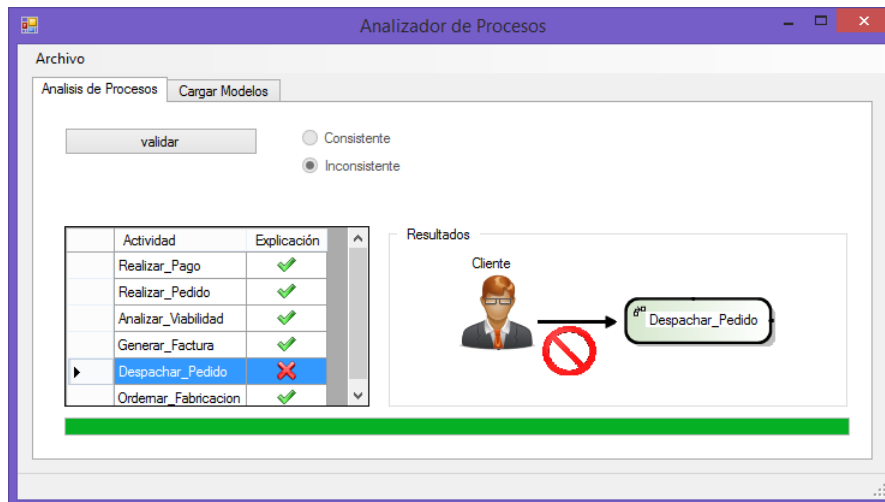 Analizador de Procesos
Archivo
Analisis de Procesos Cargar Modelos
validar
Consistente
Inconsistente
Actividad Explicación
Realizar_Pago
Realizar_Pedido
Analizar_Viabilidad
Generar_Factura
Despachar_Pedido
Ordemar_Fabricacion
Resultados
Cliente
Despachar_Pedido